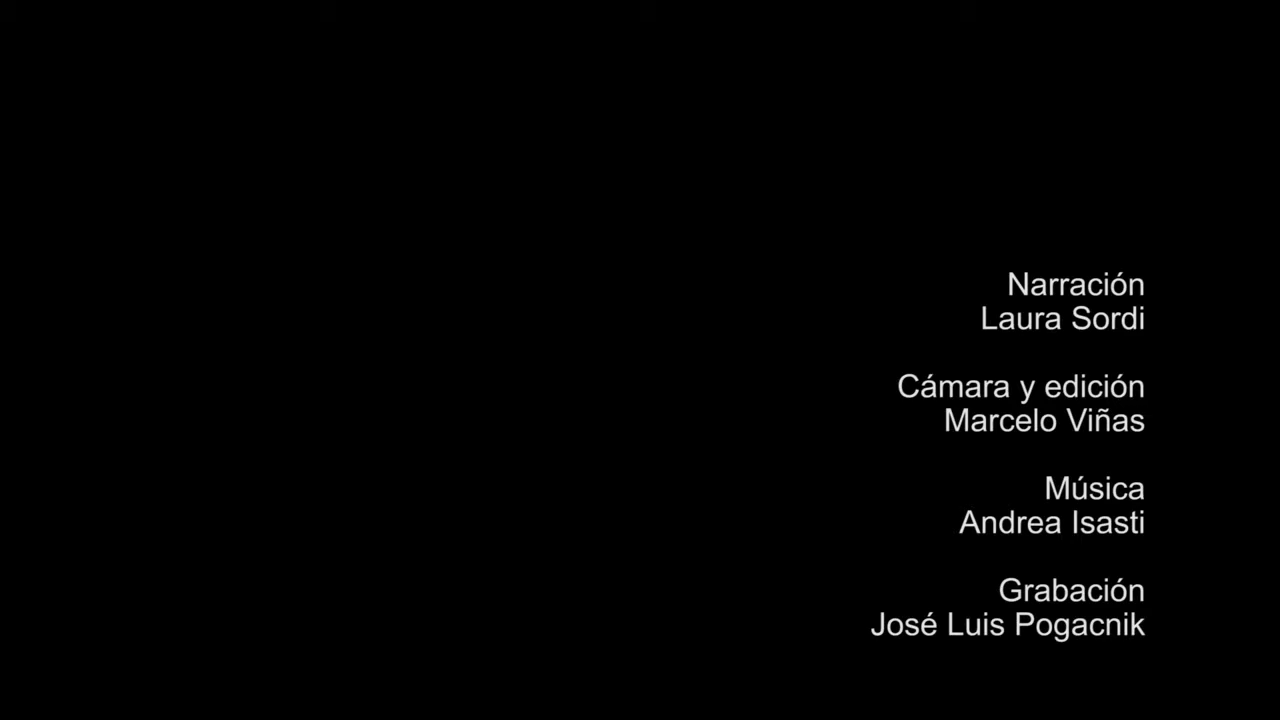 Narración
Laura Sordi
Cámara y edición
Marcelo Viñas
Música
Andrea Isasti
Grabación
José Luis Pogacnik